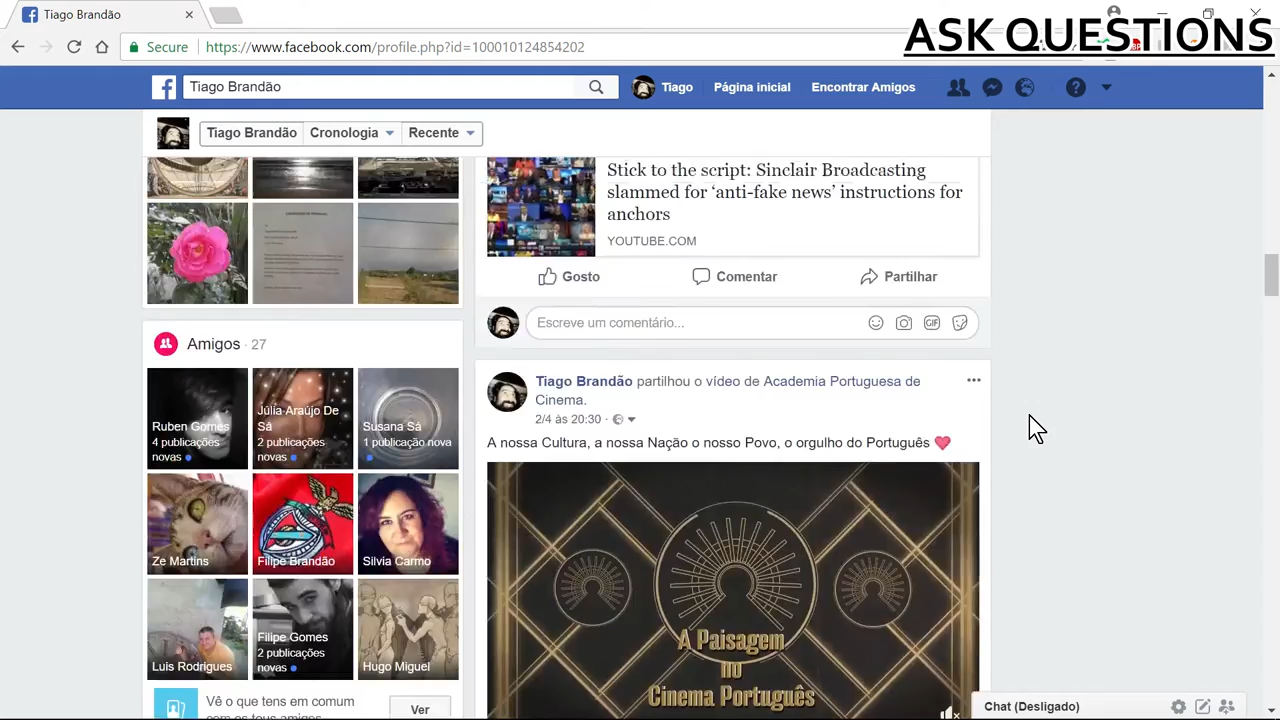 Tiago Brandão
ASK QUESTIONS
Secure
https://www.facebook.com/profile.php?id=100010124854202
Tiago Brandão
Tiago
Página inicial
Encontrar Amigos
Tiago Brandão
Cronologia
Recente
Stick to the script: Sinclair Broadcasting
slammed for ‘anti-fake news’ instructions for
anchors
YOUTUBE.COM
Gosto
Comentar
Partilhar
Escreve um comentário...
GIF
Amigos · 27
Ruben Gomes
4 publicações
novas
Júlia Araújo De
Sá
2 publicações
novas
Susana Sá
1 publicação nova
Ze Martins
Filipe Brandão
Silvia Carmo
Luis Rodrigues
Filipe Gomes
2 publicações
novas
Hugo Miguel
Vê o que tens em comum
com os teus amigos
Ver
Tiago Brandão partilhou o vídeo de Academia Portuguesa de
Cinema.
2/4 às 20:30 ·
A nossa Cultura, a nossa Nação o nosso Povo, o orgulho do Português ❤
A Paisagem
no
Cinema Português
Chat (Desligado)